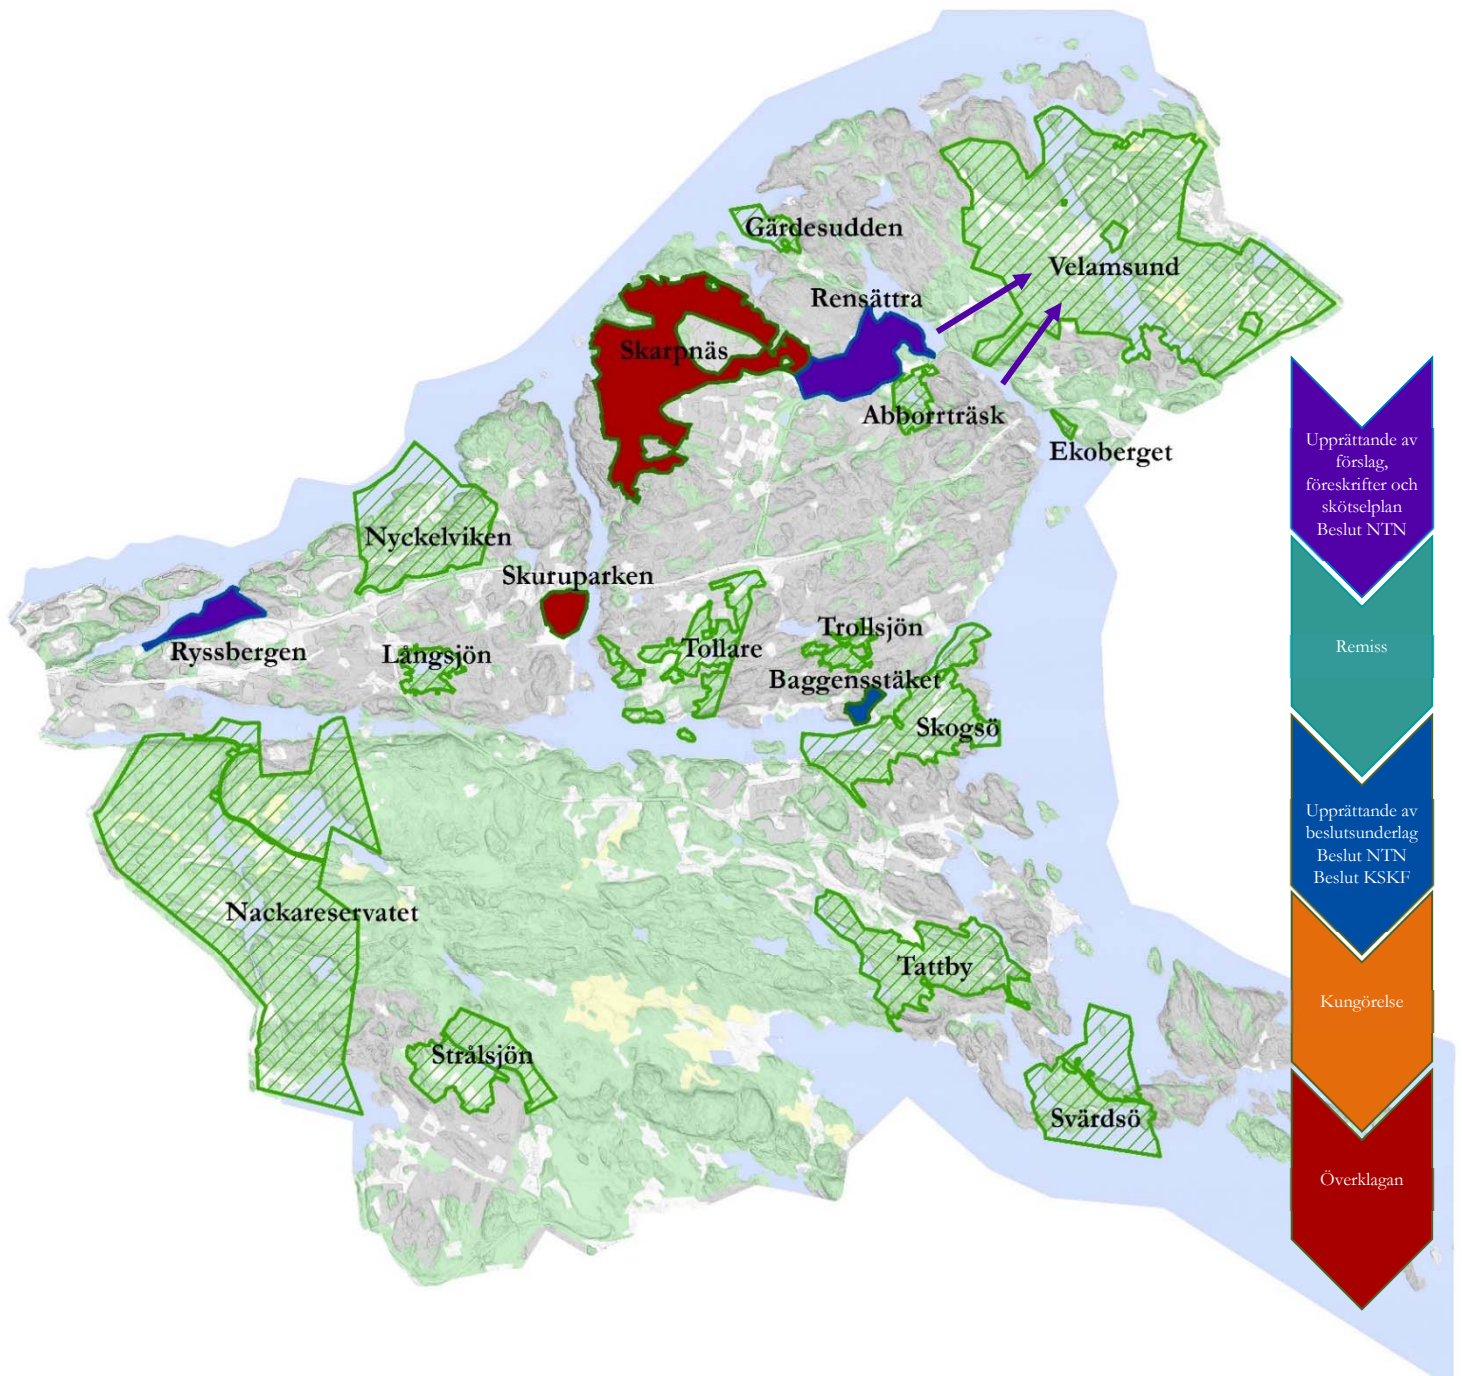 Gärdesudden
Velamsund
Rensättra
Skarpnäs
Abborrträsk
Ekoberget
Nyckelviken
Skuruparken
Ryssbergen
Långsjön
Tollare
Trollsjön
Baggensstäket
Skogsö
Nackareservatet
Tattby
Strålsjön
Svärdsö
Upprättande av
förslag,
föreskrifter och
skötselplan
Beslut NTN
Remiss
Upprättande av
beslutsunderlag
Beslut NTN
Beslut KSKF
Kungörelse
Överklagan